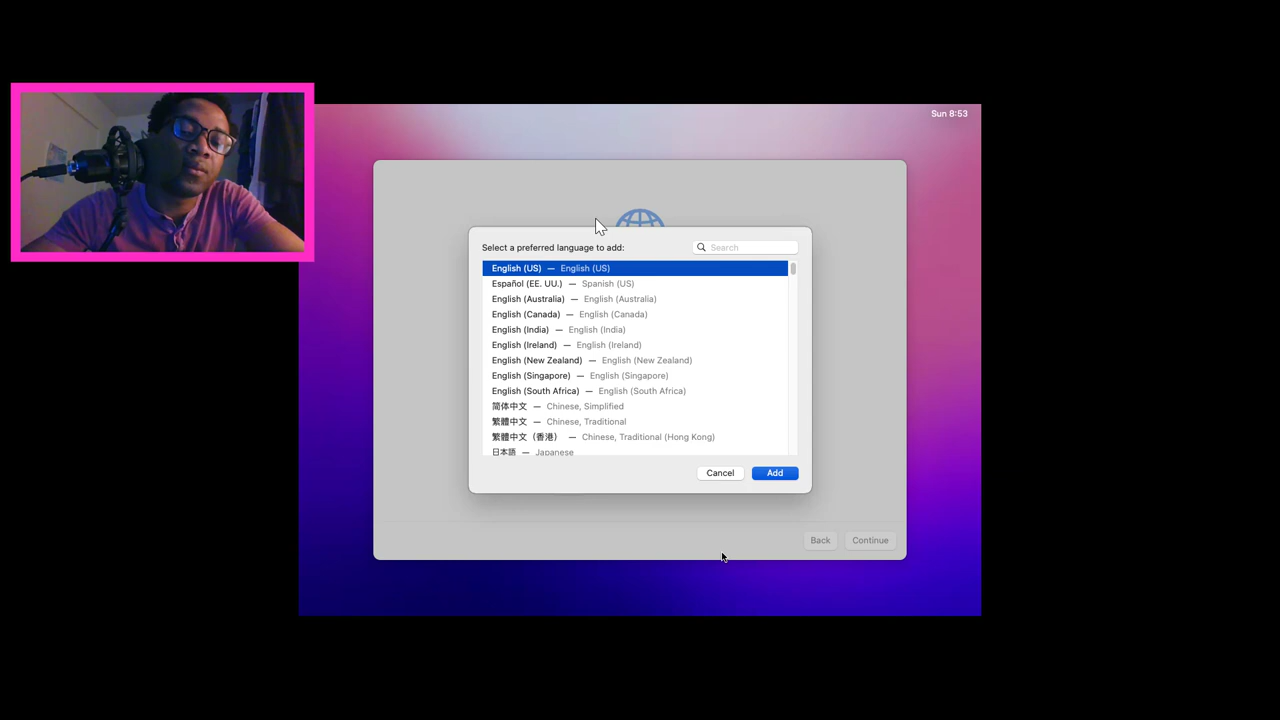 Sun 8:53
Select a preferred language to add:
Search
English (US) — English (US)
Español (EE. UU.) — Spanish (US)
English (Australia) — English (Australia)
English (Canada) — English (Canada)
English (India) — English (India)
English (Ireland) — English (Ireland)
English (New Zealand) — English (New Zealand)
English (Singapore) — English (Singapore)
English (South Africa) — English (South Africa)
简体中文 — Chinese, Simplified
繁體中文 — Chinese, Traditional
繁體中文（香港） — Chinese, Traditional (Hong Kong)
日本語 — Japanese
Cancel Add
Back Continue